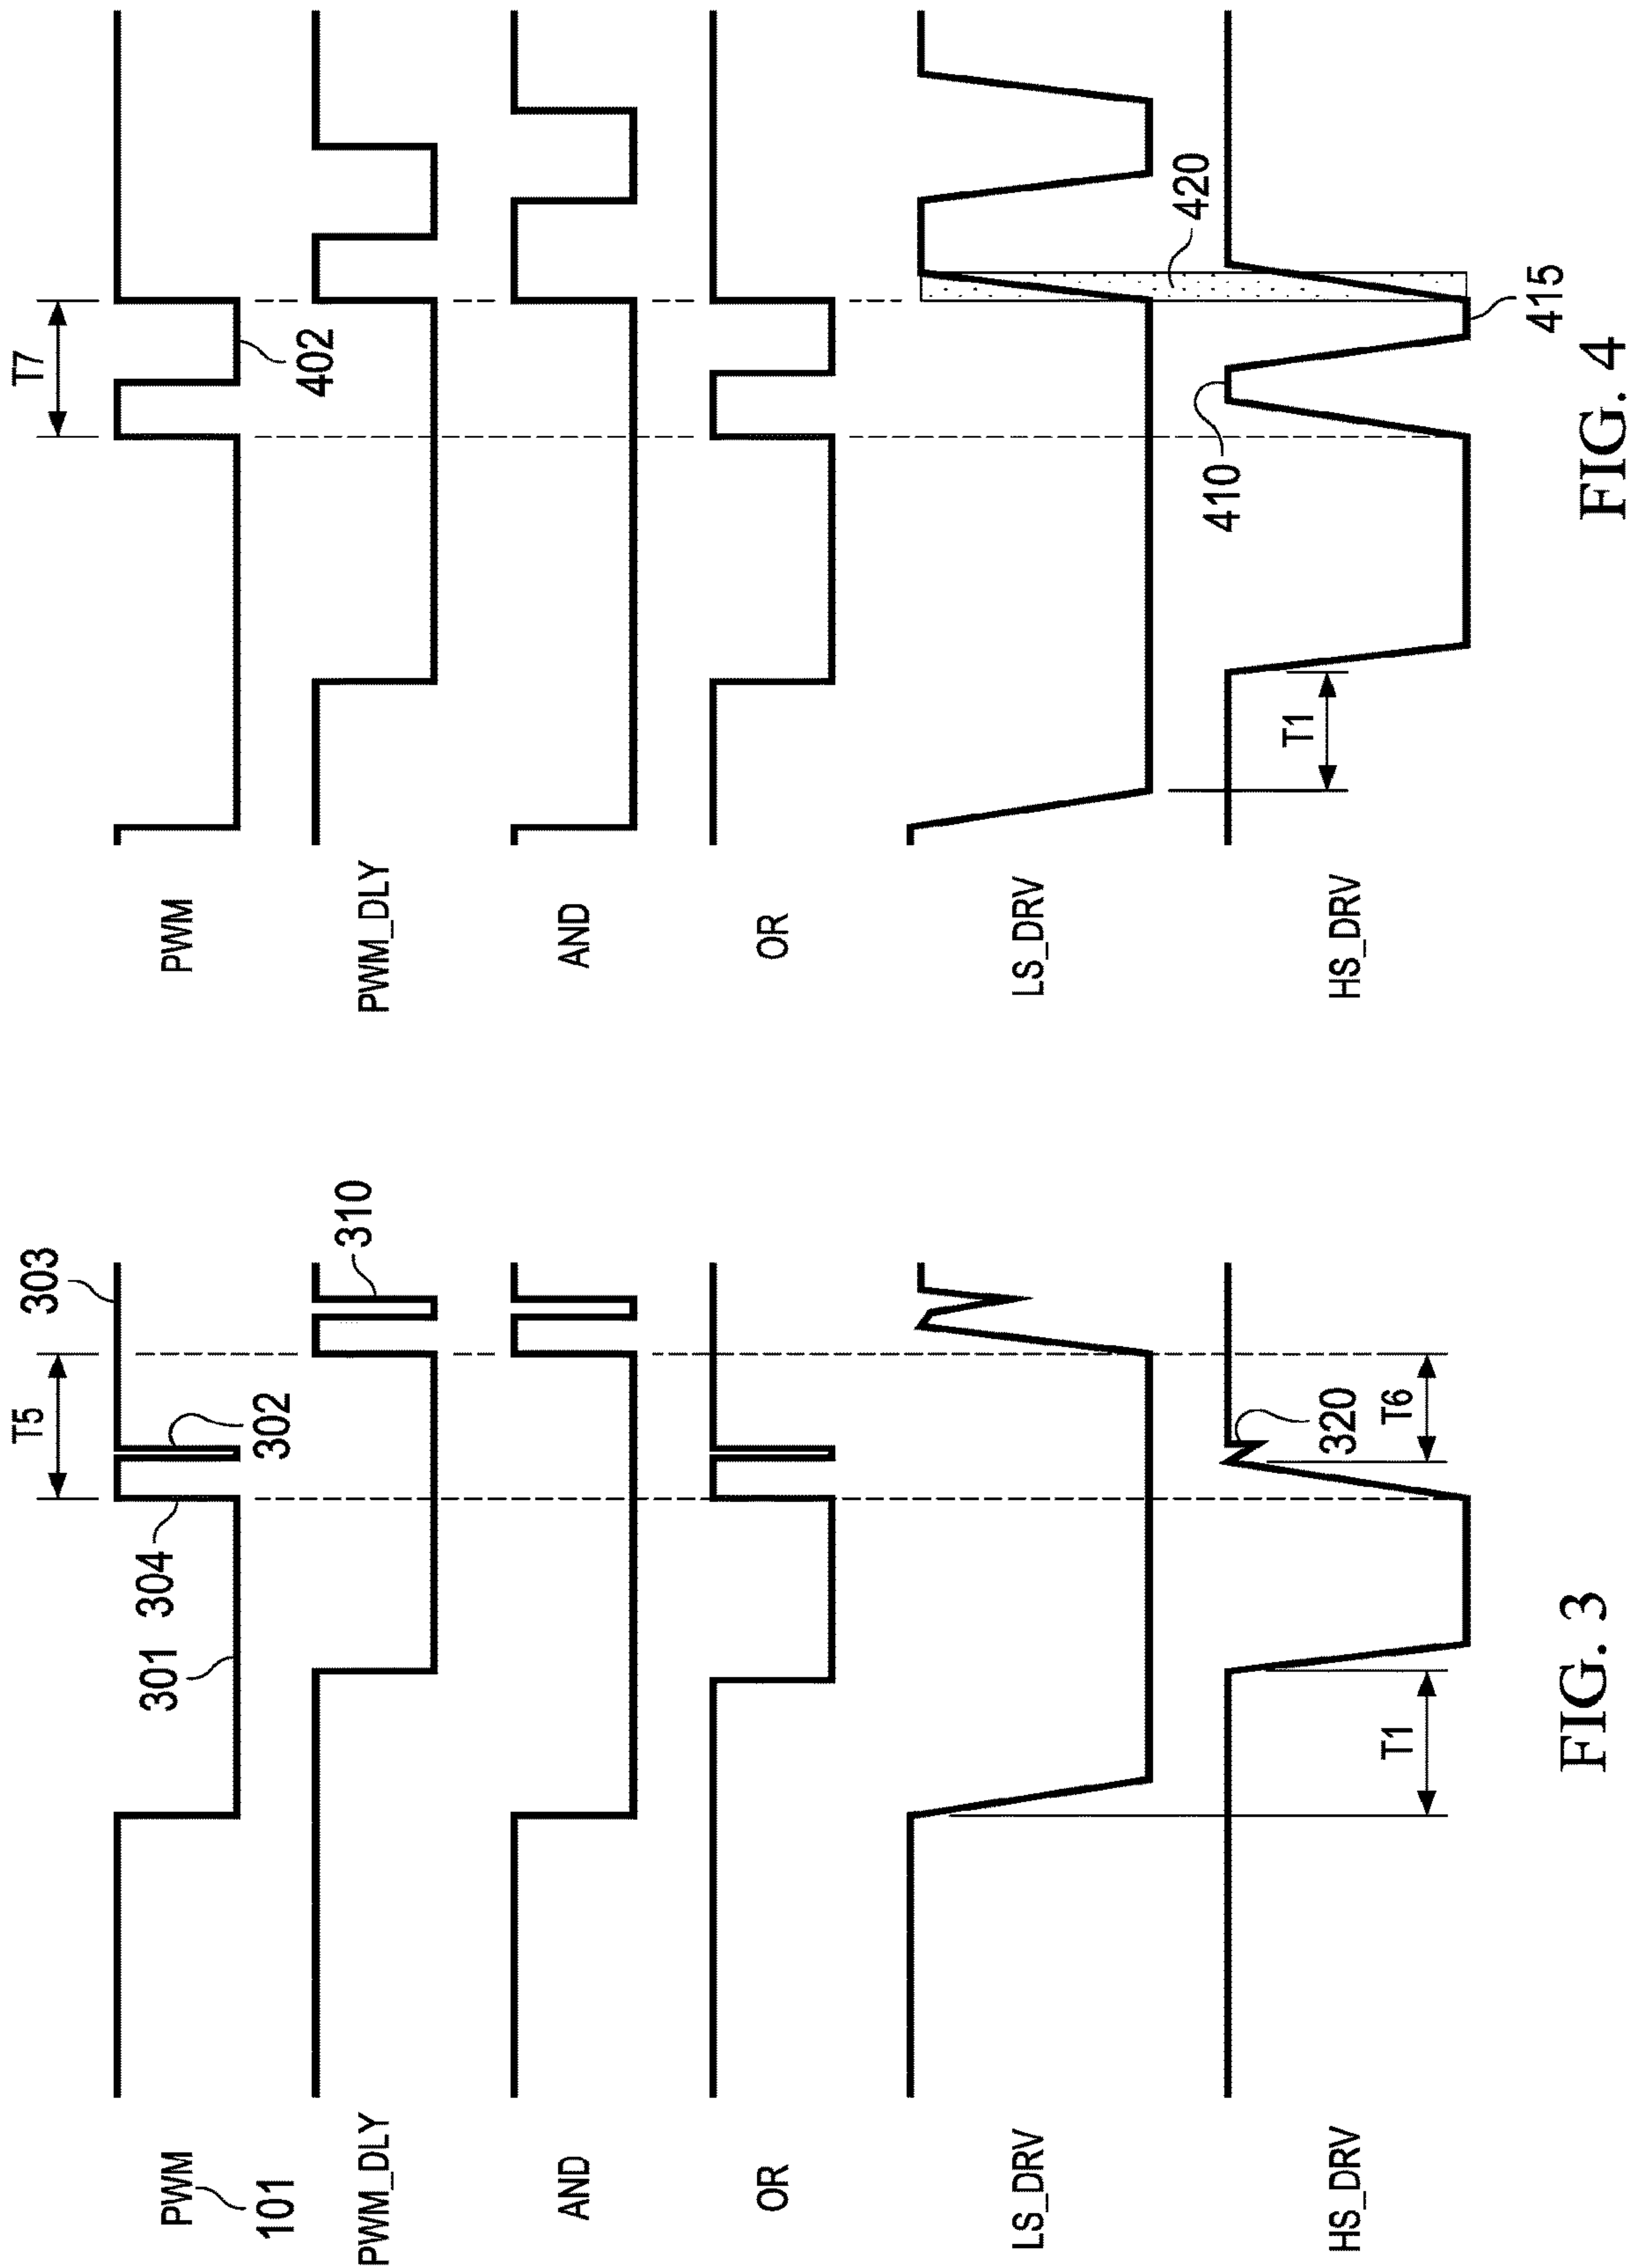 T5
303
PWM
101
301
304
302
PWM_DLY
310
AND
OR
LS_DRV
HS_DRV
T1
320
T6
FIG. 3
T7
PWM
402
PWM_DLY
AND
OR
LS_DRV
420
HS_DRV
T1
410
415
FIG. 4